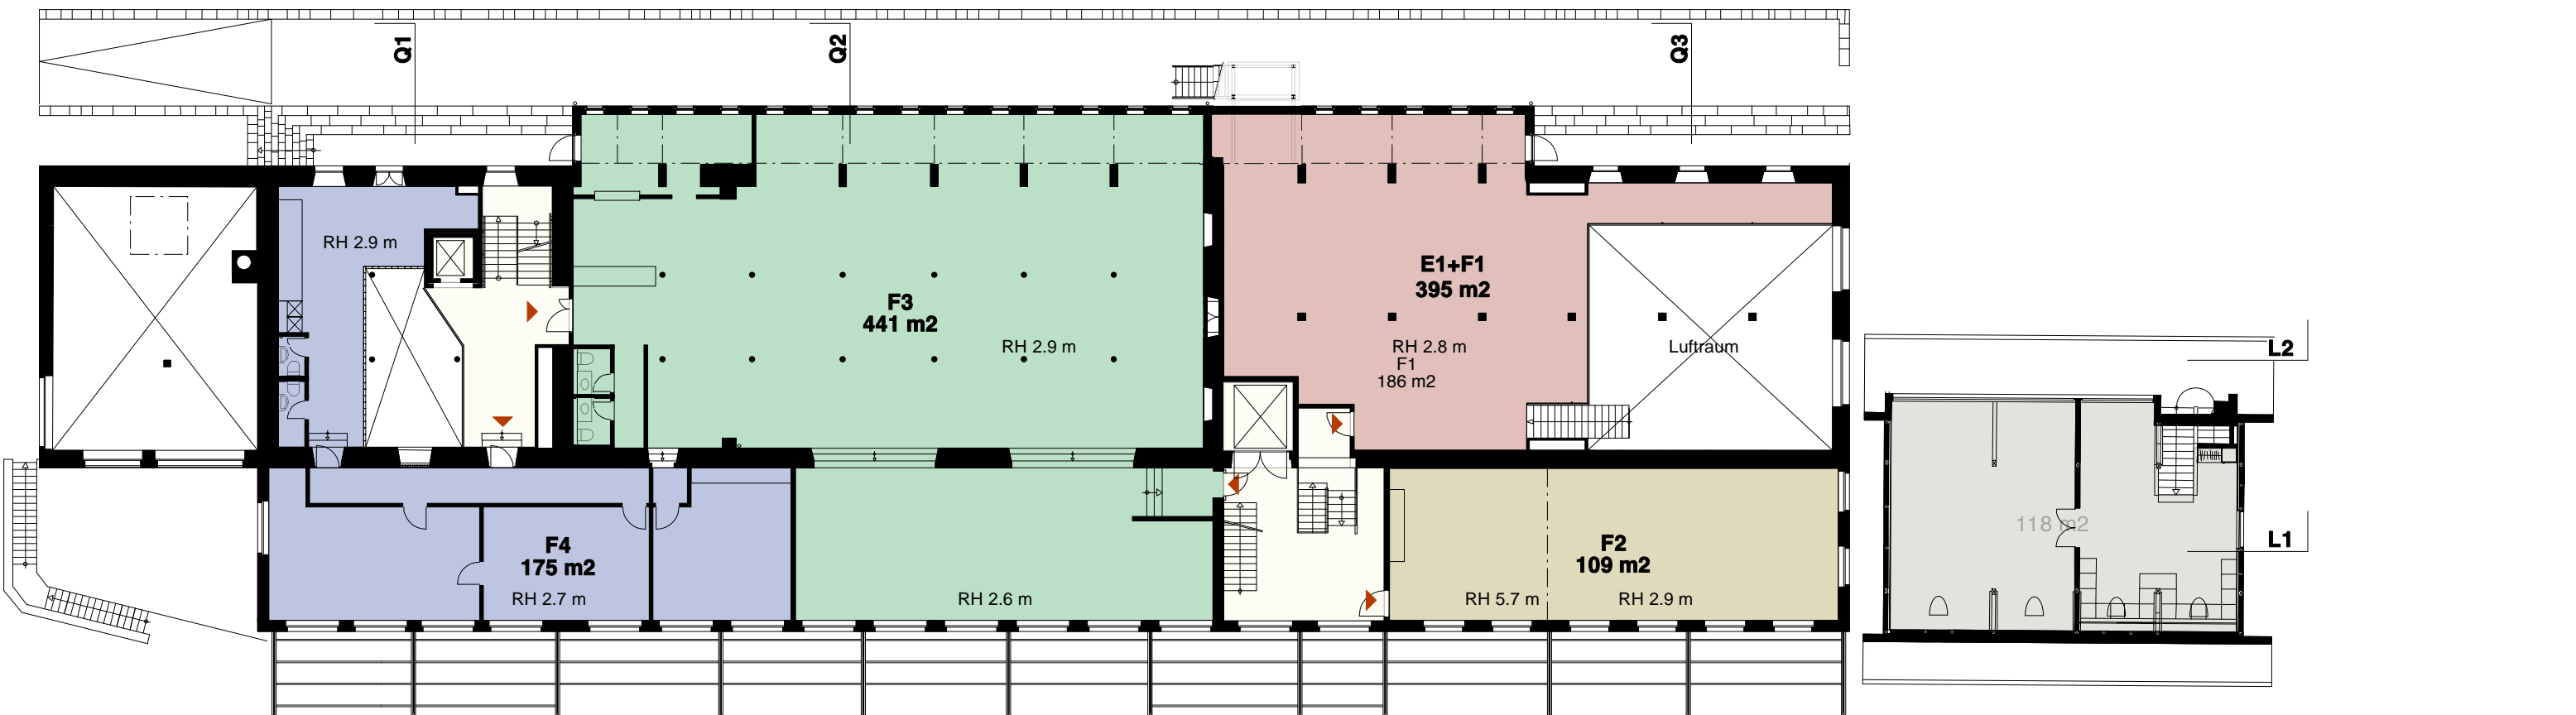 Q1
Q2
Q3
RH 2.9 m
F3
441 m2
RH 2.9 m
E1+F1
395 m2
RH 2.8 m
F1
186 m2
Luftraum
L2
118 m2
L1
F4
175 m2
RH 2.7 m
RH 2.6 m
F2
109 m2
RH 5.7 m
RH 2.9 m